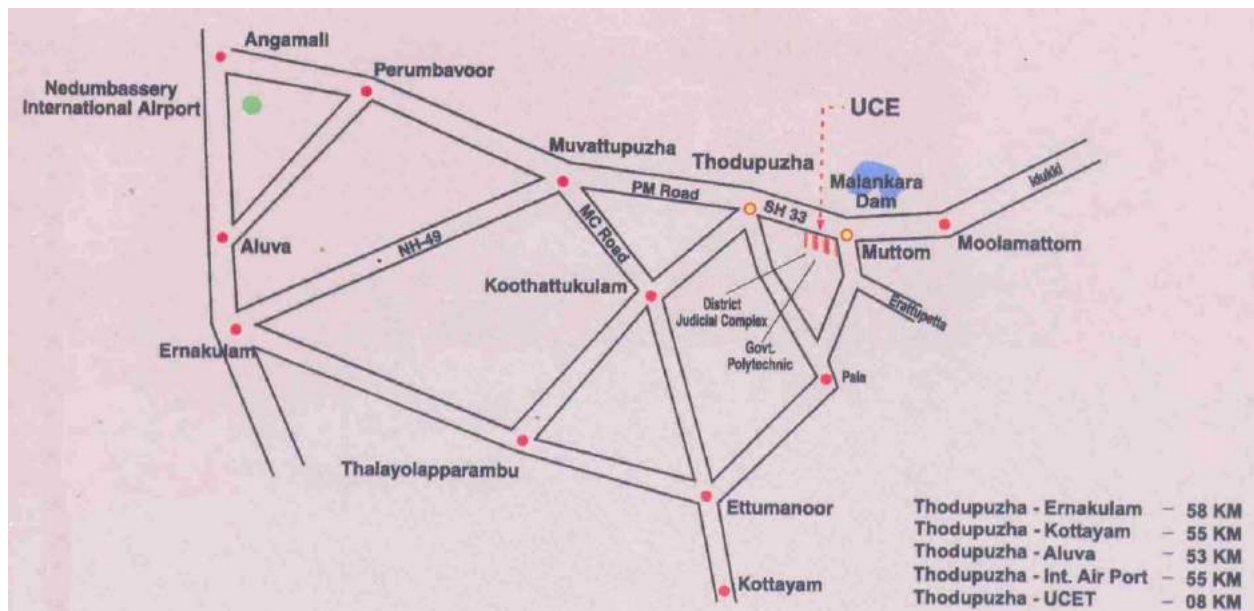 Angamali
Nedumbassery
International Airport
Perumbavoor
UCE
Muvattupuzha
Thodupuzha
Malankara
Dam
Idukki
PM Road
SH 33
MC Road
NH-49
Aluva
Muttom
Moolamattom
Koothattukulam
District
Judicial Complex
Erattupetta
Govt.
Polytechnic
Ernakulam
Pala
Thalayolapparambu
Ettumanoor
Kottayam
Thodupuzha - Ernakulam – 58 KM
Thodupuzha - Kottayam – 55 KM
Thodupuzha - Aluva – 53 KM
Thodupuzha - Int. Air Port – 55 KM
Thodupuzha - UCET – 08 KM